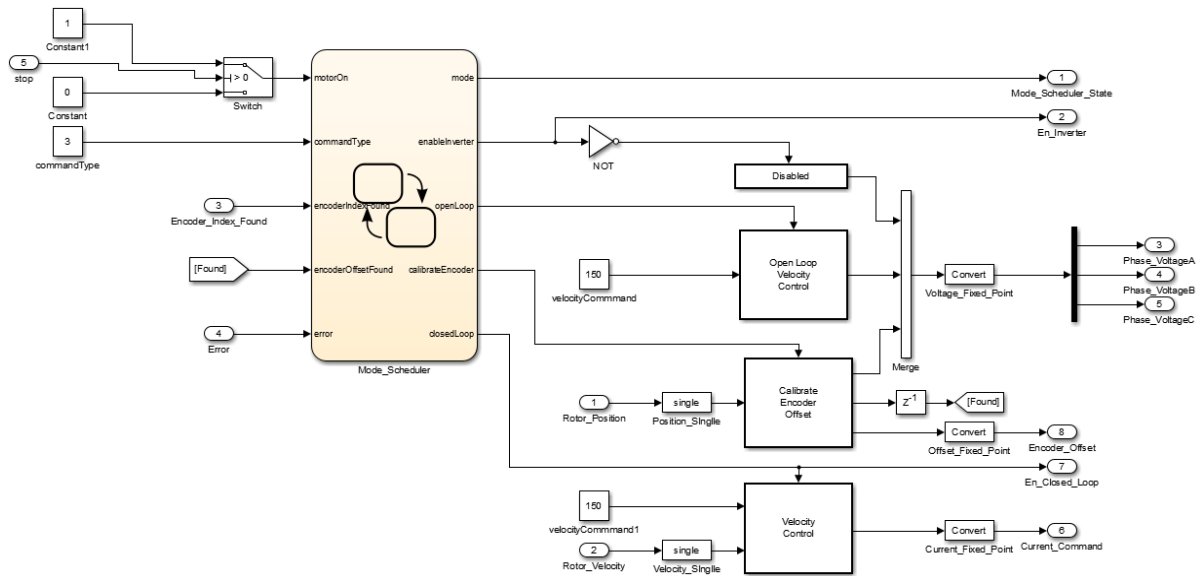 1
Constant1
5
stop
> 0
Switch
0
Constant
3
commandType
3
Encoder_Index_Found
[Found]
4
Error
motorOn
commandType
encoderIndexFound
encoderOffsetFound
error
mode
enableInverter
openLoop
calibrateEncoder
closedLoop
Mode_Scheduler
1
Mode_Scheduler_State
2
En_Inverter
NOT
Disabled
150
velocityCommmand
Open Loop
Velocity
Control
Merge
Convert
Voltage_Fixed_Point
3
Phase_VoltageA
4
Phase_VoltageB
5
Phase_VoltageC
1
Rotor_Position
single
Position_SInglle
Calibrate
Encoder
Offset
Z-1
[Found]
Convert
Offset_Fixed_Point
8
Encoder_Offset
7
En_Closed_Loop
150
velocityCommmand1
2
Rotor_Velocity
single
Velocity_SInglle
Velocity
Control
Convert
Current_Fixed_Point
6
Current_Command